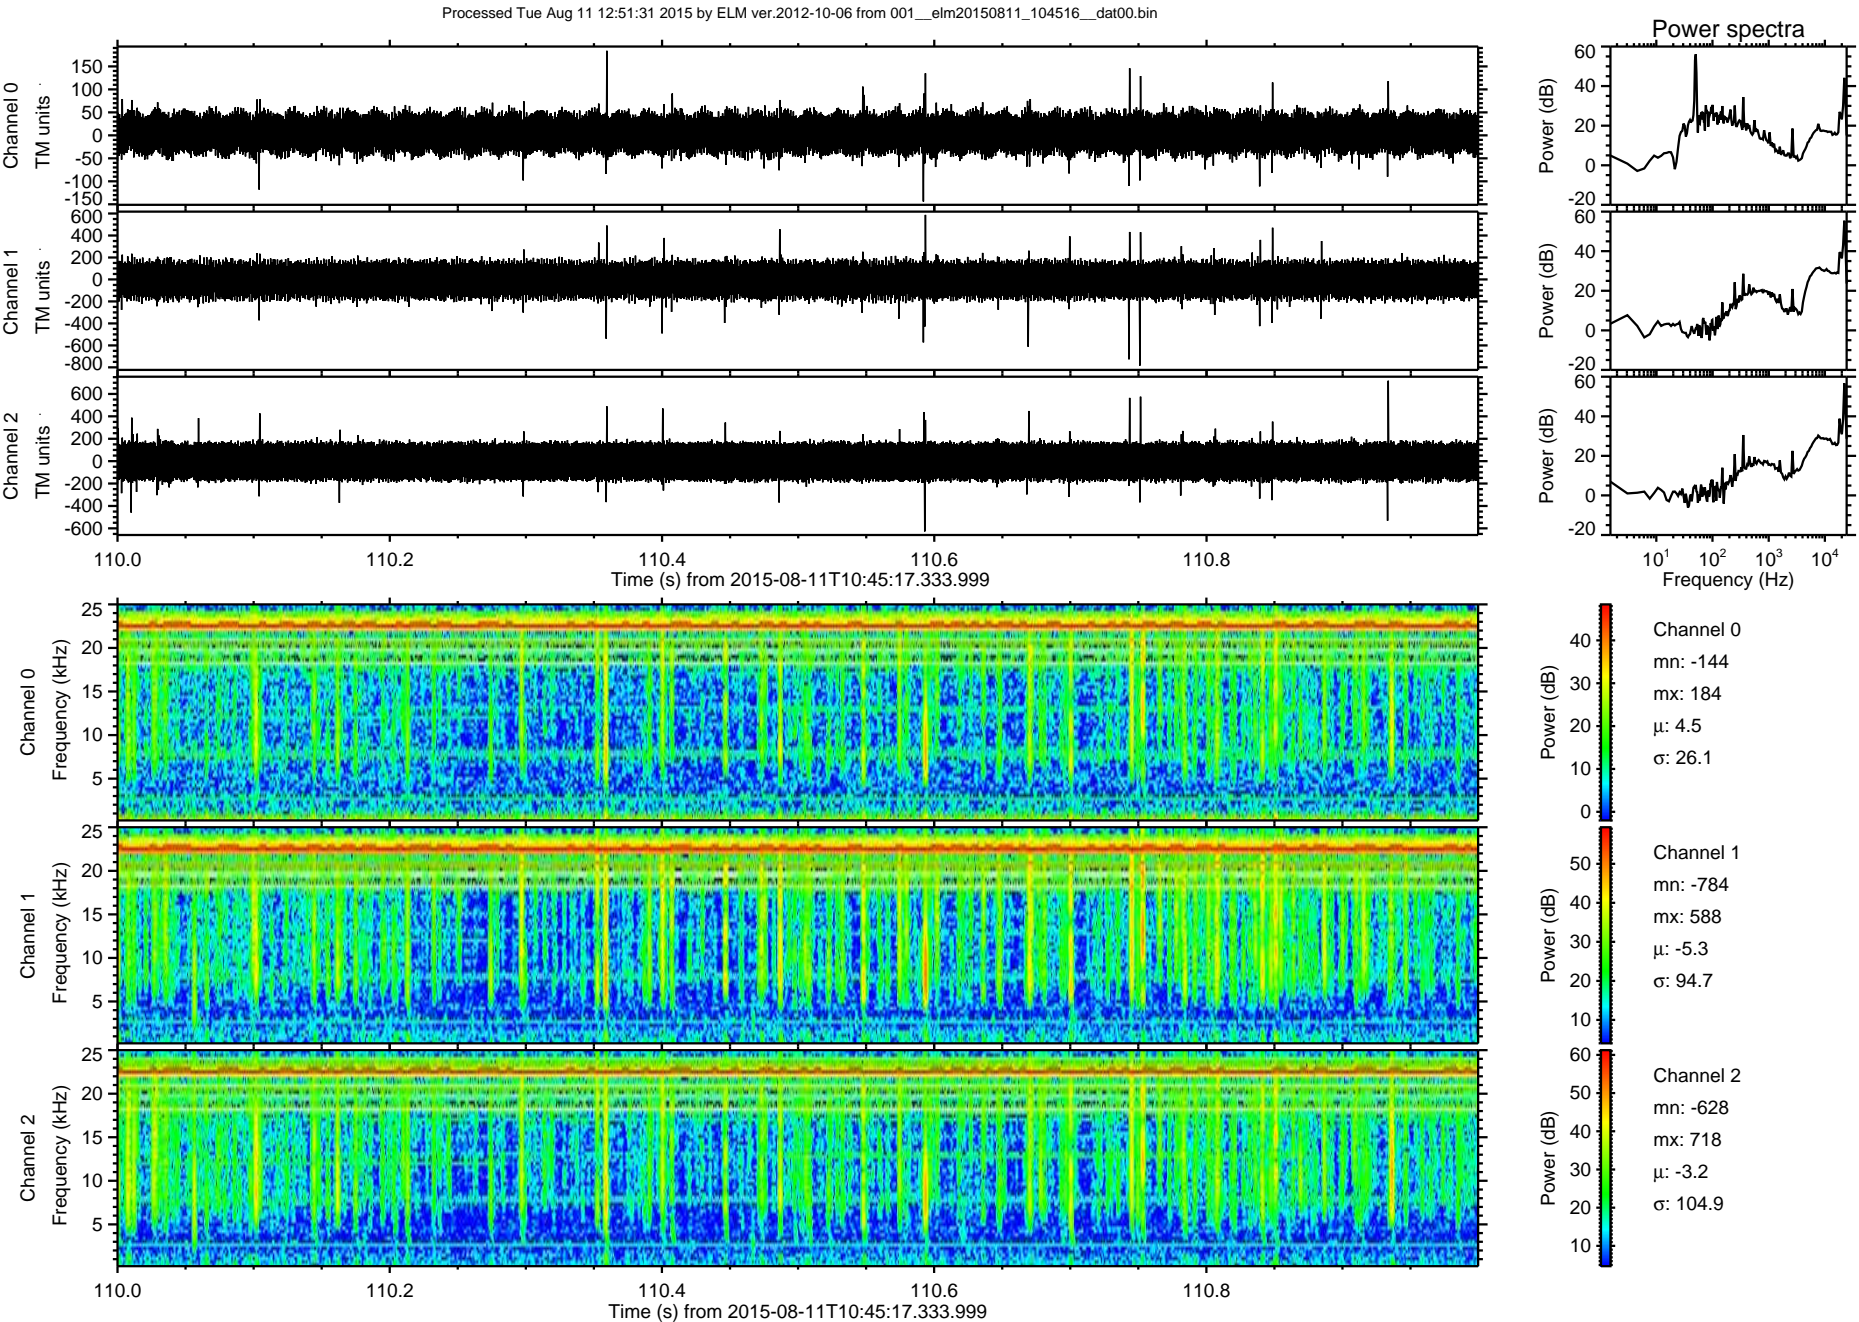 Processed Tue Aug 11 12:51:31 2015 by ELM ver.2012-10-06 from 001__elm20150811_104516__dat00.bin
Power spectra
Channel 0
TM units
150
100
50
0
-50
-100
-150
Power (dB)
60
40
20
0
-20
Channel 1
TM units
600
400
200
0
-200
-400
-600
-800
Power (dB)
60
40
20
0
-20
Channel 2
TM units
600
400
200
0
-200
-400
-600
Power (dB)
60
40
20
0
-20
110.0 110.2 110.4 110.6 110.8
Time (s) from 2015-08-11T10:45:17.333.999
10^1 10^2 10^3 10^4
Frequency (Hz)
Channel 0
Frequency (kHz)
25
20
15
10
5
Power (dB)
40
30
20
10
0
Channel 0
mn: -144
mx: 184
μ: 4.5
σ: 26.1
Channel 1
Frequency (kHz)
25
20
15
10
5
Power (dB)
50
40
30
20
10
Channel 1
mn: -784
mx: 588
μ: -5.3
σ: 94.7
Channel 2
Frequency (kHz)
25
20
15
10
5
Power (dB)
60
50
40
30
20
10
Channel 2
mn: -628
mx: 718
μ: -3.2
σ: 104.9
110.0 110.2 110.4 110.6 110.8
Time (s) from 2015-08-11T10:45:17.333.999